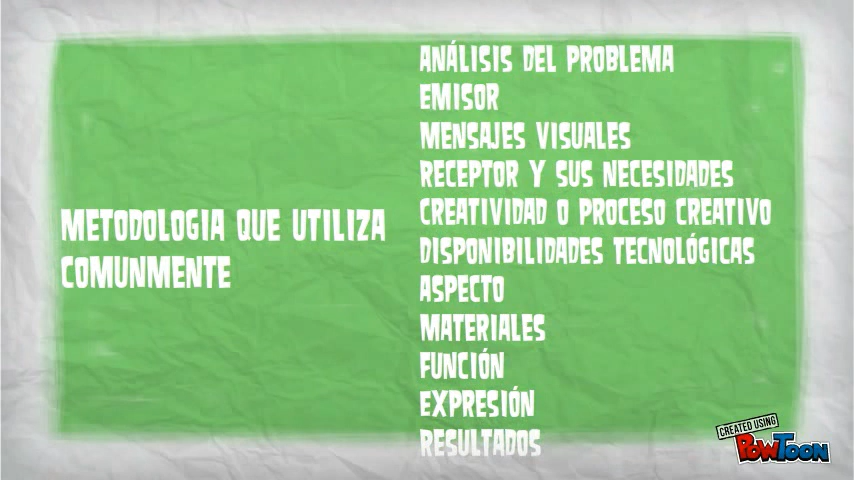 METODOLOGIA QUE UTILIZA
COMUNMENTE
ANÁLISIS DEL PROBLEMA
EMISOR
MENSAJES VISUALES
RECEPTOR Y SUS NECESIDADES
CREATIVIDAD O PROCESO CREATIVO
DISPONIBILIDADES TECNOLÓGICAS
ASPECTO
MATERIALES
FUNCIÓN
EXPRESIÓN
RESULTADOS
CREATED USING
POWTOON